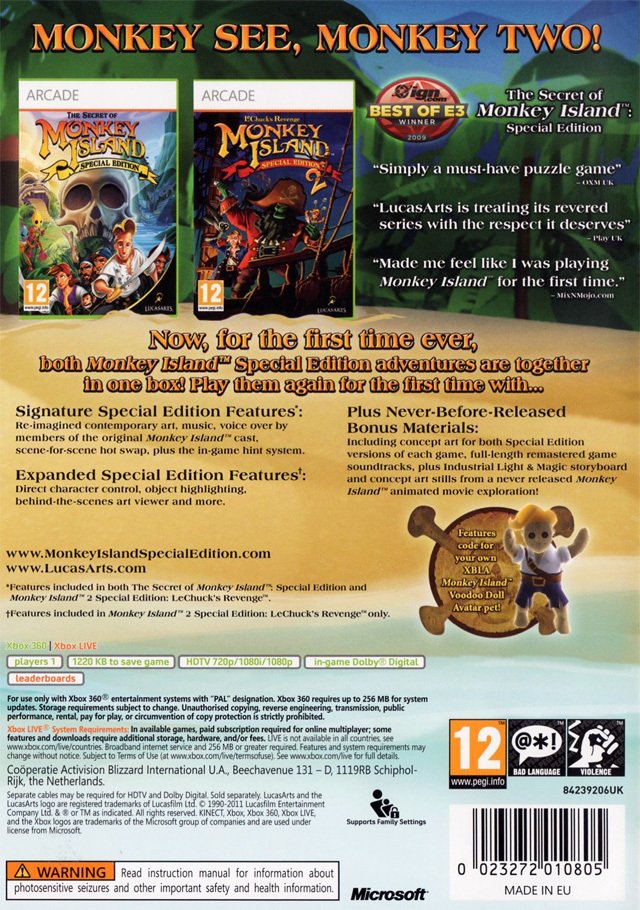 MONKEY SEE, MONKEY TWO!
ARCADE
THE SECRET OF
MONKEY
ISLAND™
SPECIAL EDITION
12
www.pegi.info
LUCASARTS
ARCADE
LeChuck's Revenge
MONKEY
ISLAND
SPECIAL EDITION
2
12
www.pegi.info
LUCASARTS
ign.com
BEST OF E3
WINNER
2009
The Secret of
Monkey Island™:
Special Edition
“Simply a must-have puzzle game”
– OXM UK
“LucasArts is treating its revered
series with the respect it deserves”
– Play UK
“Made me feel like I was playing
Monkey Island™ for the first time.”
– MixNMojo.com
Now, for the first time ever,
both Monkey Island™ Special Edition adventures are together
in one box! Play them again for the first time with...
Signature Special Edition Features*:
Re-imagined contemporary art, music, voice over by
members of the original Monkey Island™ cast,
scene-for-scene hot swap, plus the in-game hint system.
Expanded Special Edition Features†:
Direct character control, object highlighting,
behind-the-scenes art viewer and more.
Plus Never-Before-Released
Bonus Materials:
Including concept art for both Special Edition
versions of each game, full-length remastered game
soundtracks, plus Industrial Light & Magic storyboard
and concept art stills from a never released Monkey
Island™ animated movie exploration!
Features
code for
your own
XBLA
Monkey Island™
Voodoo Doll
Avatar pet!
www.MonkeyIslandSpecialEdition.com
www.LucasArts.com
*Features included in both The Secret of Monkey Island™: Special Edition and
Monkey Island™ 2 Special Edition: LeChuck's Revenge™.
†Features included in Monkey Island™ 2 Special Edition: LeChuck's Revenge™ only.
Xbox 360 | Xbox LIVE
players 1
1220 KB to save game
HDTV 720p/1080i/1080p
in-game Dolby® Digital
leaderboards
For use only with Xbox 360® entertainment systems with "PAL" designation. Xbox 360 requires up to 256 MB for system
updates. Storage requirements subject to change. Unauthorised copying, reverse engineering, transmission, public
performance, rental, pay for play, or circumvention of copy protection is strictly prohibited.
Xbox LIVE® System Requirements: In available games, paid subscription required for online multiplayer; some
features and downloads require additional storage, hardware, and/or fees. LIVE is not available in all countries, see
www.xbox.com/live/countries. Broadband internet service and 256 MB or greater required. Features and system requirements may
change without notice. Subject to Terms of Use (at www.xbox.com/live/termsofuse). See www.xbox.com/live for full details.
Coöperatie Activision Blizzard International U.A., Beechavenue 131 – D, 1119RB Schiphol-
Rijk, the Netherlands.
Separate cables may be required for HDTV and Dolby Digital. Sold separately. LucasArts and the
LucasArts logo are registered trademarks of Lucasfilm Ltd. © 1990-2011 Lucasfilm Entertainment
Company Ltd. & ® or TM as indicated. All rights reserved. KINECT, Xbox, Xbox 360, Xbox LIVE,
and the Xbox logos are trademarks of the Microsoft group of companies and are used under
license from Microsoft.
Supports Family Settings
12
www.pegi.info
@*!
BAD LANGUAGE
VIOLENCE
84239206UK
0 023272 010805
MADE IN EU
WARNING
Read instruction manual for information about
photosensitive seizures and other important safety and health information.
Microsoft®